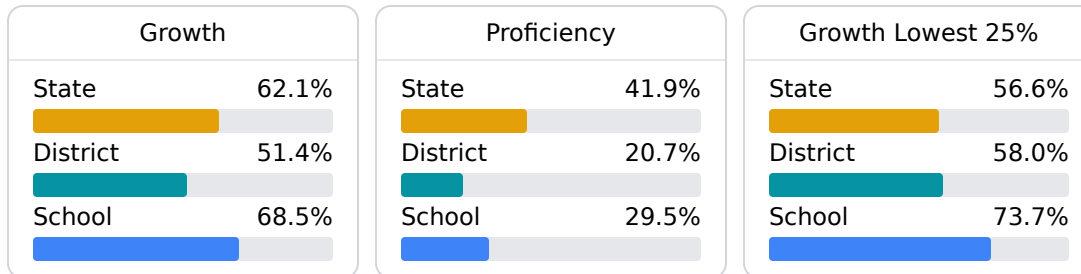 Growth
State 62.1%
District 51.4%
School 68.5%
Proficiency
State 41.9%
District 20.7%
School 29.5%
Growth Lowest 25%
State 56.6%
District 58.0%
School 73.7%